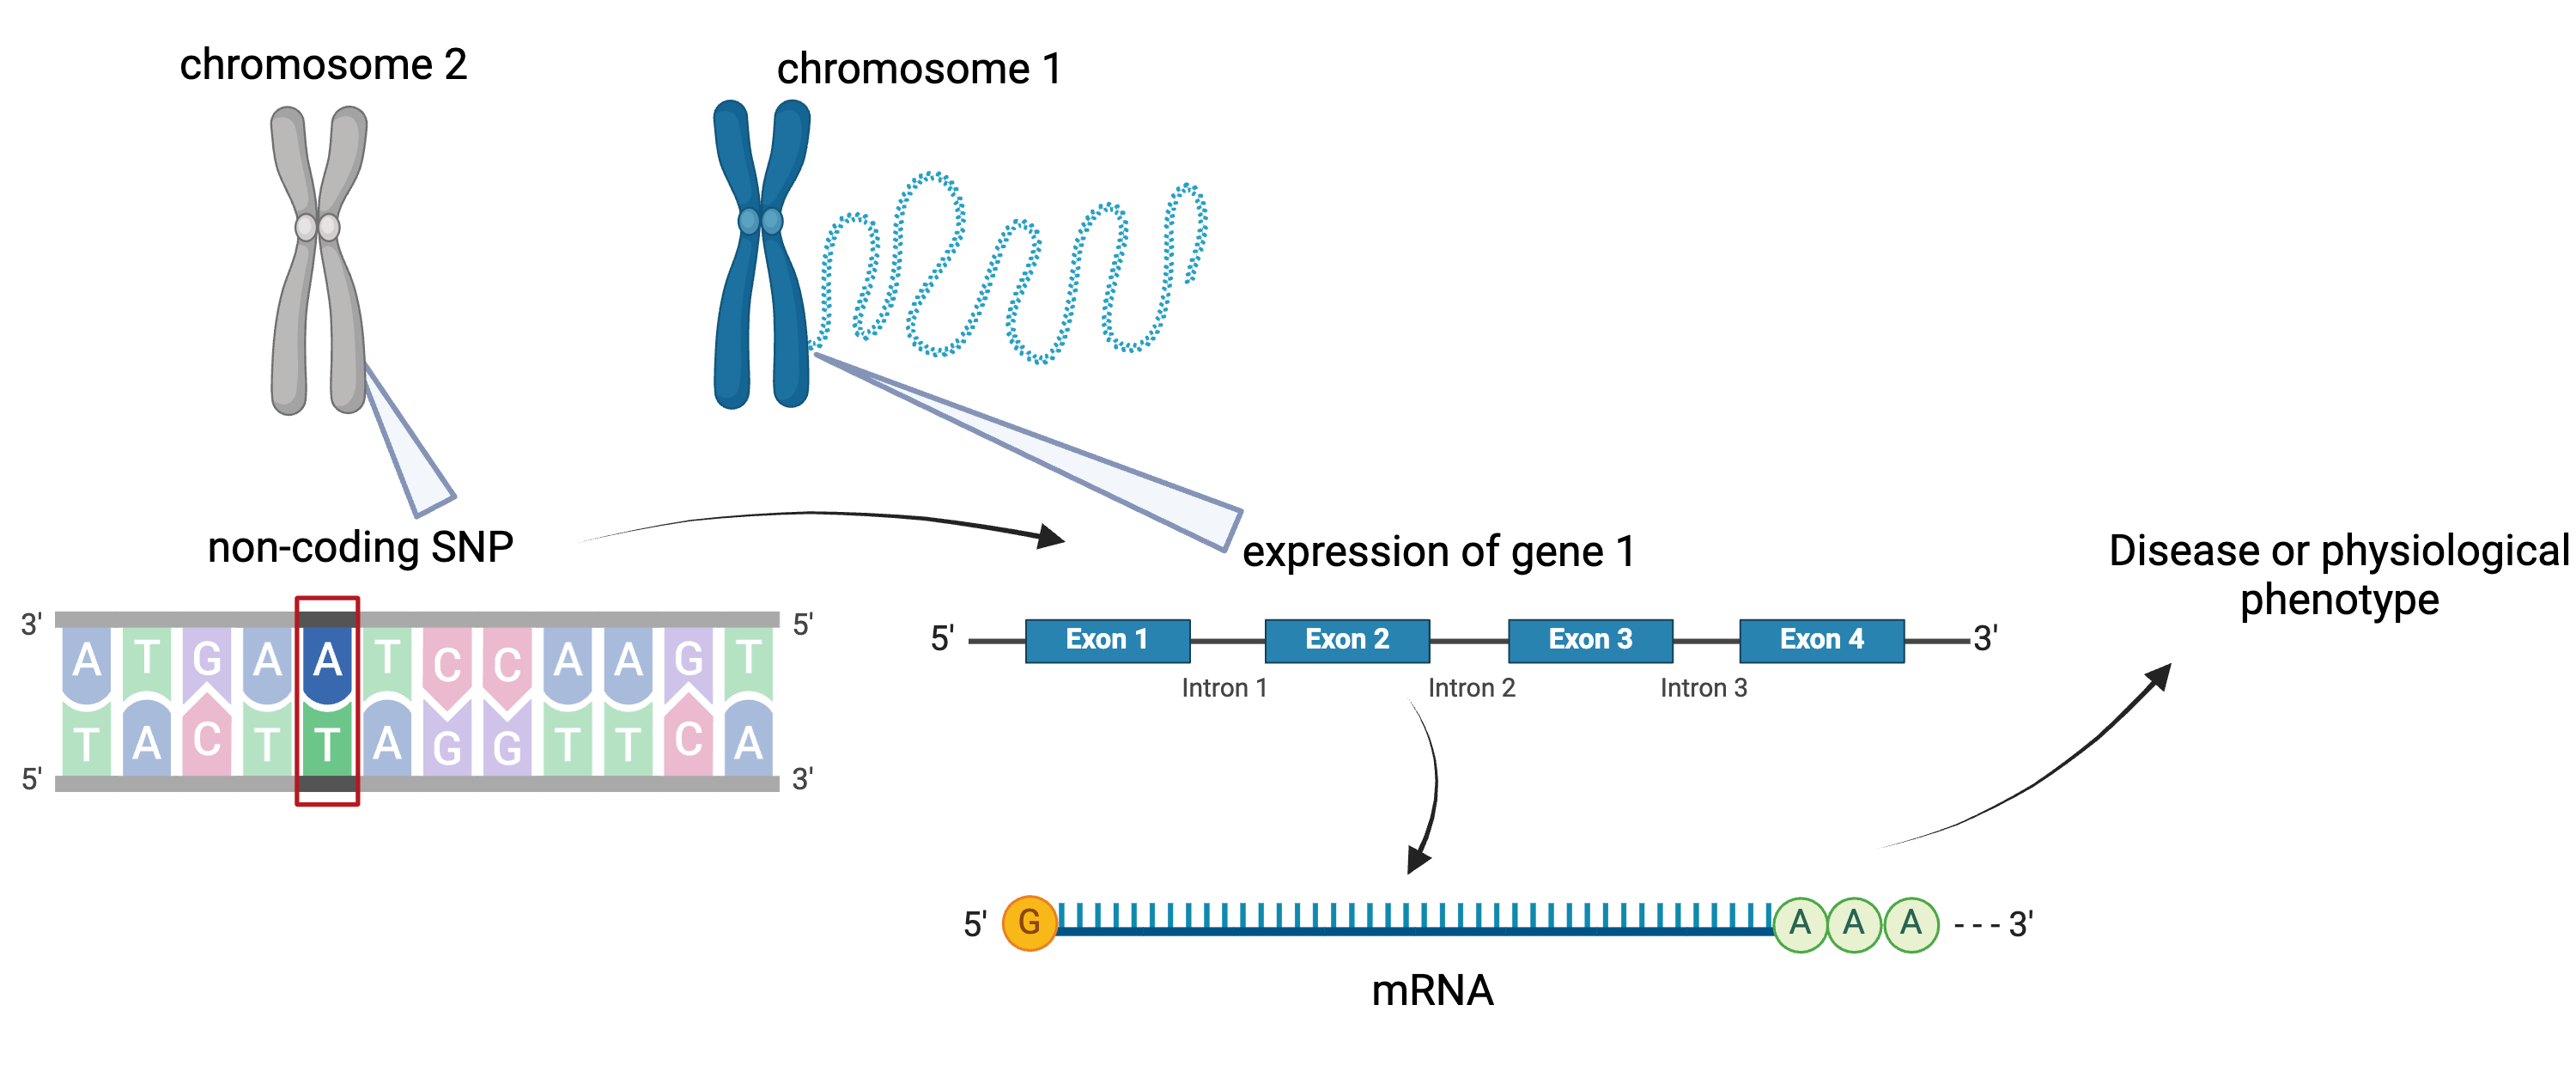 chromosome 2
chromosome 1
non-coding SNP
expression of gene 1
Disease or physiological
phenotype
3' A T G A A T C C A A G T 5'
5' T A C T T A G G T T C A 3'
5' Exon 1 Exon 2 Exon 3 Exon 4 3'
Intron 1 Intron 2 Intron 3
5' G A A A --- 3'
mRNA